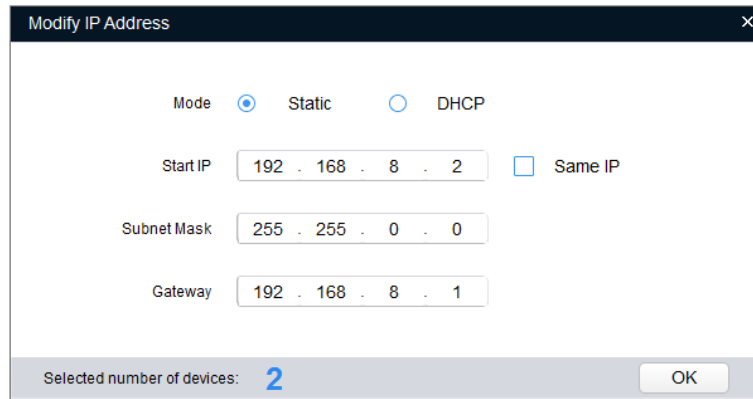 Modify IP Address ×
Mode Static DHCP
Start IP 192 . 168 . 8 . 2 Same IP
Subnet Mask 255 . 255 . 0 . 0
Gateway 192 . 168 . 8 . 1
Selected number of devices: 2 OK